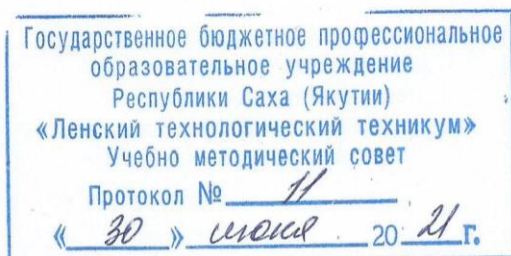 Государственное бюджетное профессиональное
образовательное учреждение
Республики Саха (Якутии)
«Ленский технологический техникум»
Учебно методический совет
Протокол № 11
« 30 » июня 20 21 г.